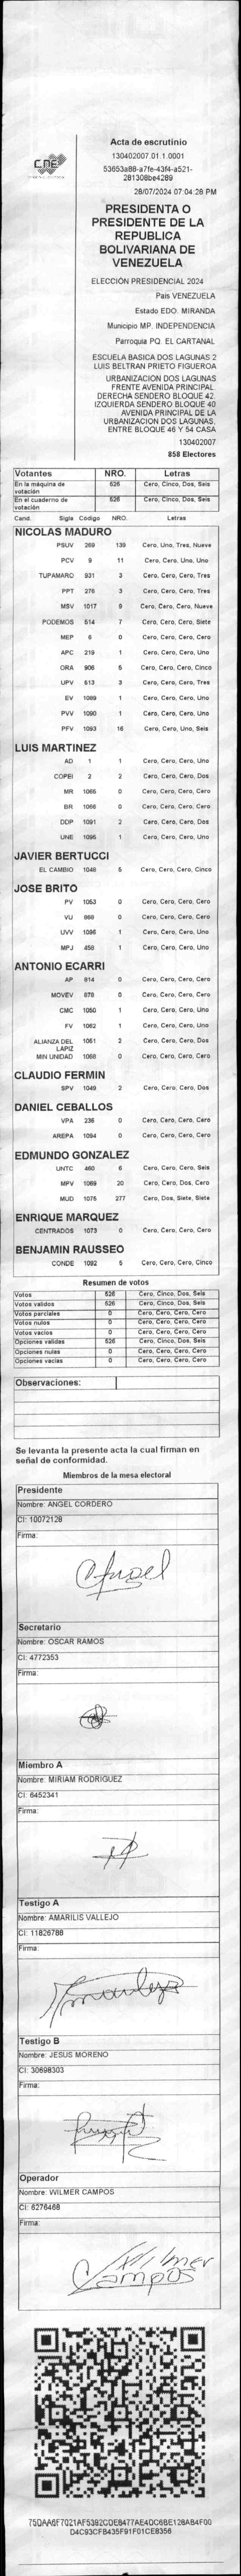 CNE
Acta de escrutinio
130402007.01.1.0001
53653a88-a7fe-43f4-a521-
281308be4289
28/07/2024 07:04:28 PM
PRESIDENTA O
PRESIDENTE DE LA
REPUBLICA
BOLIVARIANA DE
VENEZUELA
ELECCIÓN PRESIDENCIAL 2024
País VENEZUELA
Estado EDO. MIRANDA
Municipio MP. INDEPENDENCIA
Parroquia PQ. EL CARTANAL
ESCUELA BASICA DOS LAGUNAS 2
LUIS BELTRAN PRIETO FIGUEROA
URBANIZACION DOS LAGUNAS
FRENTE AVENIDA PRINCIPAL.
DERECHA SENDERO BLOQUE 42.
IZQUIERDA SENDERO BLOQUE 40
AVENIDA PRINCIPAL DE LA
URBANIZACION DOS LAGUNAS,
ENTRE BLOQUE 46 Y 54 CASA
130402007
858 Electores
Votantes NRO. Letras
En la máquina de votación 526 Cero, Cinco, Dos, Seis
En el cuaderno de votación 526 Cero, Cinco, Dos, Seis
Cand. Sigla Código NRO. Letras
NICOLAS MADURO
PSUV 269 139 Cero, Uno, Tres, Nueve
PCV 9 11 Cero, Cero, Uno, Uno
TUPAMARO 931 3 Cero, Cero, Cero, Tres
PPT 276 3 Cero, Cero, Cero, Tres
MSV 1017 9 Cero, Cero, Cero, Nueve
PODEMOS 514 7 Cero, Cero, Cero, Siete
MEP 6 0 Cero, Cero, Cero, Cero
APC 219 1 Cero, Cero, Cero, Uno
ORA 906 5 Cero, Cero, Cero, Cinco
UPV 513 3 Cero, Cero, Cero, Tres
EV 1089 1 Cero, Cero, Cero, Uno
PVV 1090 1 Cero, Cero, Cero, Uno
PFV 1093 16 Cero, Cero, Uno, Seis
LUIS MARTINEZ
AD 1 1 Cero, Cero, Cero, Uno
COPEI 2 2 Cero, Cero, Cero, Dos
MR 1065 0 Cero, Cero, Cero, Cero
BR 1066 0 Cero, Cero, Cero, Cero
DDP 1091 2 Cero, Cero, Cero, Dos
UNE 1096 1 Cero, Cero, Cero, Uno
JAVIER BERTUCCI
EL CAMBIO 1048 5 Cero, Cero, Cero, Cinco
JOSE BRITO
PV 1053 0 Cero, Cero, Cero, Cero
VU 868 0 Cero, Cero, Cero, Cero
UVV 1095 1 Cero, Cero, Cero, Uno
MPJ 458 1 Cero, Cero, Cero, Uno
ANTONIO ECARRI
AP 814 0 Cero, Cero, Cero, Cero
MOVEV 878 0 Cero, Cero, Cero, Cero
CMC 1050 1 Cero, Cero, Cero, Uno
FV 1062 1 Cero, Cero, Cero, Uno
ALIANZA DEL LAPIZ 1051 2 Cero, Cero, Cero, Dos
MIN UNIDAD 1068 0 Cero, Cero, Cero, Cero
CLAUDIO FERMIN
SPV 1049 2 Cero, Cero, Cero, Dos
DANIEL CEBALLOS
VPA 236 0 Cero, Cero, Cero, Cero
AREPA 1094 0 Cero, Cero, Cero, Cero
EDMUNDO GONZALEZ
UNTC 460 6 Cero, Cero, Cero, Seis
MPV 1069 20 Cero, Cero, Dos, Cero
MUD 1075 277 Cero, Dos, Siete, Siete
ENRIQUE MARQUEZ
CENTRADOS 1073 0 Cero, Cero, Cero, Cero
BENJAMIN RAUSSEO
CONDE 1092 5 Cero, Cero, Cero, Cinco
Resumen de votos
Votos 526 Cero, Cinco, Dos, Seis
Votos validos 526 Cero, Cinco, Dos, Seis
Votos parciales 0 Cero, Cero, Cero, Cero
Votos nulos 0 Cero, Cero, Cero, Cero
Votos vacios 0 Cero, Cero, Cero, Cero
Opciones validas 526 Cero, Cinco, Dos, Seis
Opciones nulas 0 Cero, Cero, Cero, Cero
Opciones vacias 0 Cero, Cero, Cero, Cero
Observaciones:
Se levanta la presente acta la cual firman en
señal de conformidad.
Miembros de la mesa electoral
Presidente
Nombre: ANGEL CORDERO
CI: 10072128
Firma:
Angel
Secretario
Nombre: OSCAR RAMOS
CI: 4772353
Firma:
Miembro A
Nombre: MIRIAM RODRIGUEZ
CI: 6452341
Firma:
Testigo A
Nombre: AMARILIS VALLEJO
CI: 11826788
Firma:
Testigo B
Nombre: JESUS MORENO
CI: 30698303
Firma:
Operador
Nombre: WILMER CAMPOS
CI: 6276468
Firma:
Wilmer
Campos
75DAA6F7021AF5392CDE6477AE4DC6BE128AB4F00
D4C93CFB435F91F01CE8356